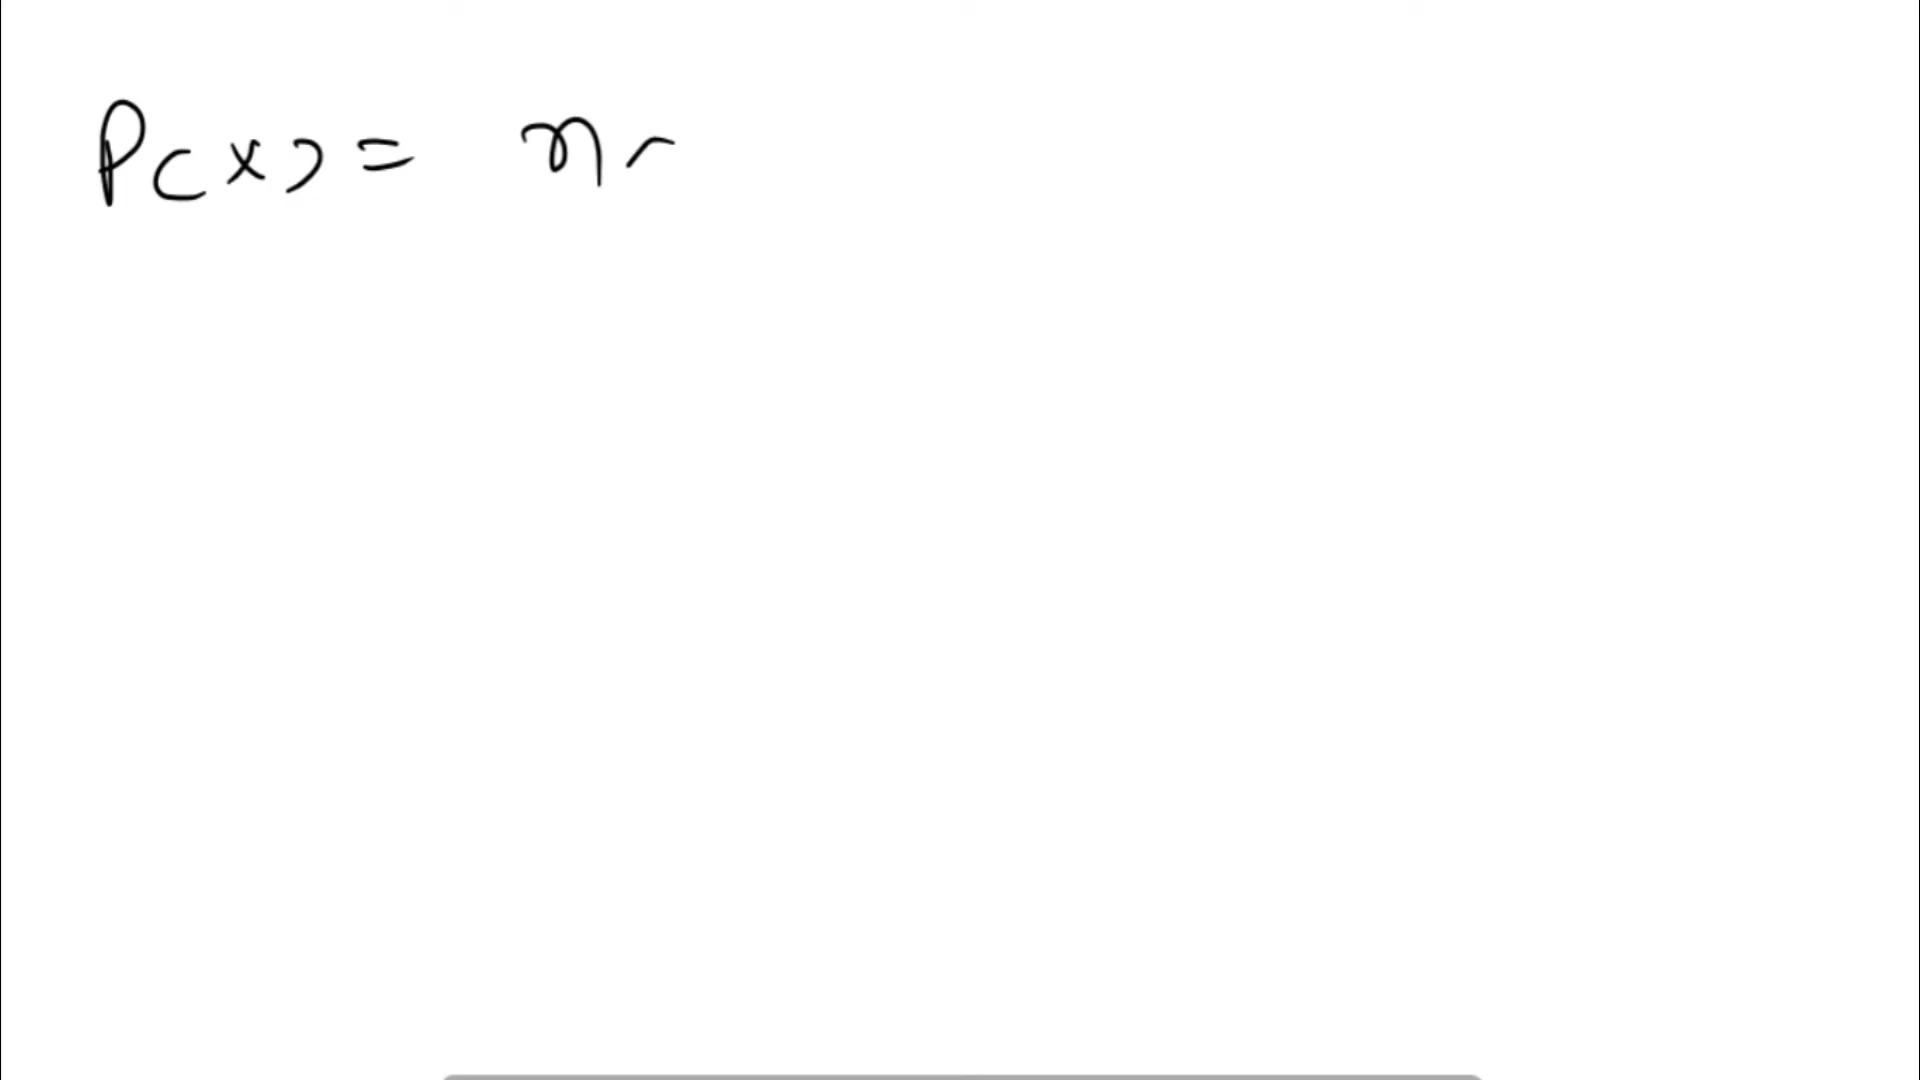 P(x) = n